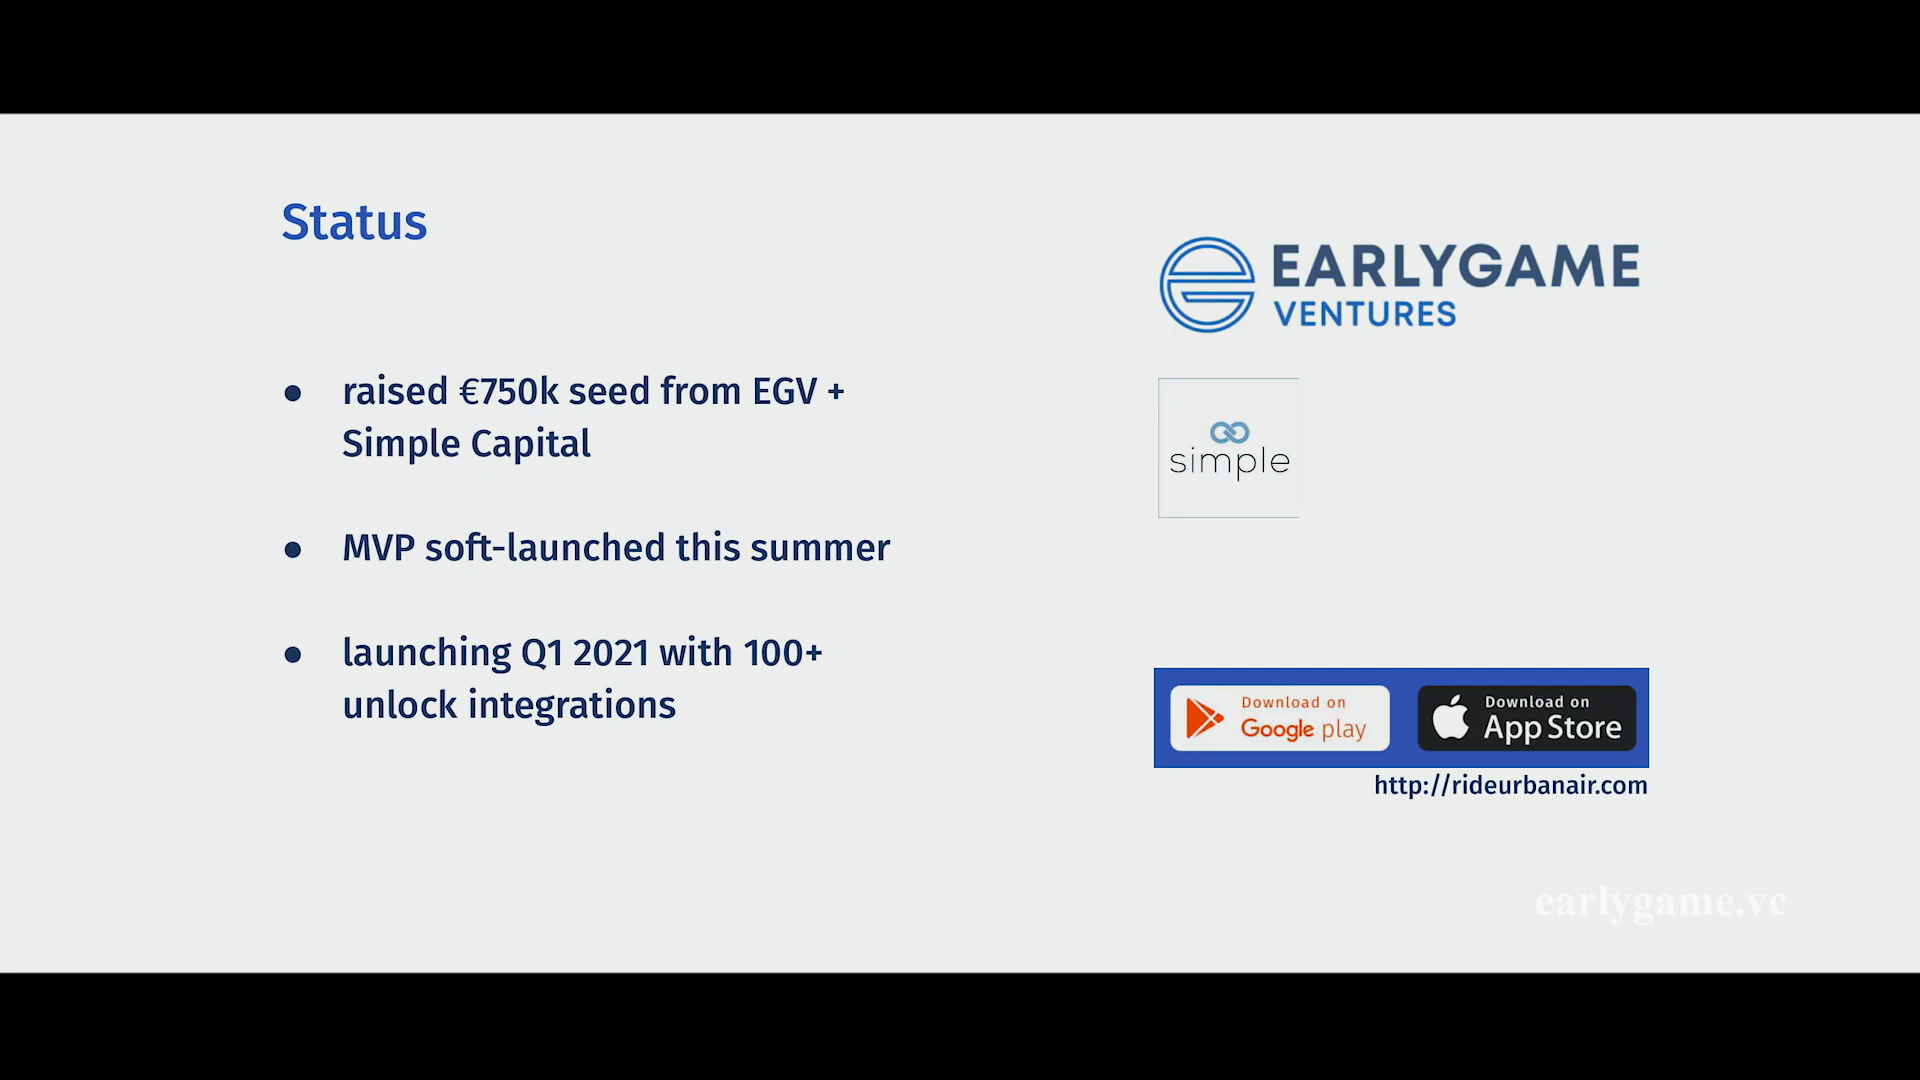 Status
● raised €750k seed from EGV +
Simple Capital
● MVP soft-launched this summer
● launching Q1 2021 with 100+
unlock integrations
EARLYGAME
VENTURES
simple
Download on
Google play
Download on
App Store
http://rideurbanair.com
earlygame.vc